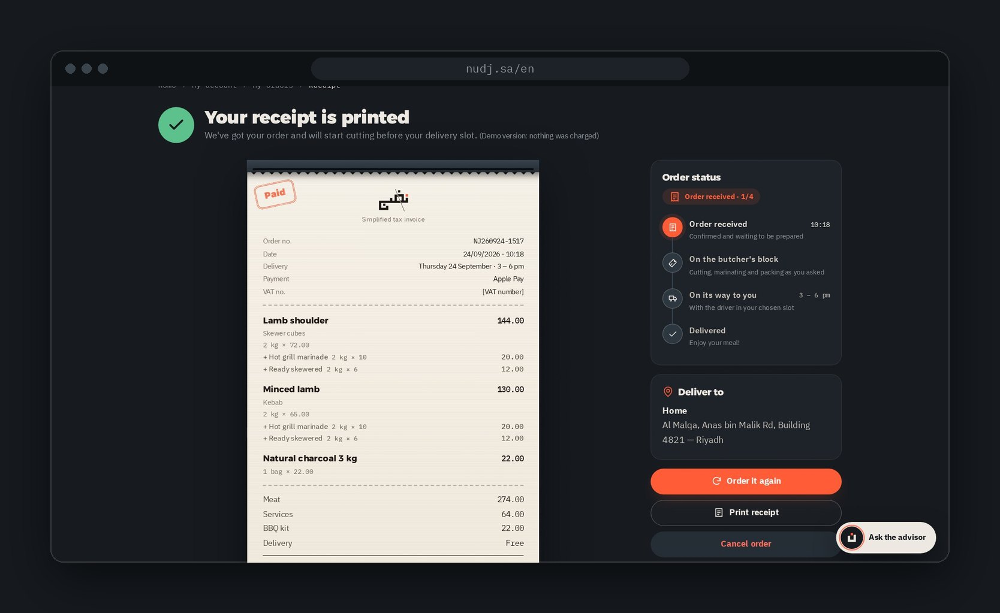 nudj.sa/en
Home › My account › My orders › Receipt
Your receipt is printed
We've got your order and will start cutting before your delivery slot. (Demo version: nothing was charged)
Paid
نضج
Simplified tax invoice
Order no. NJ260924-1517
Date 24/09/2026 · 10:18
Delivery Thursday 24 September · 3 – 6 pm
Payment Apple Pay
VAT no. [VAT number]
Lamb shoulder 144.00
Skewer cubes
2 kg × 72.00
+ Hot grill marinade 2 kg × 10 20.00
+ Ready skewered 2 kg × 6 12.00
Minced lamb 130.00
Kebab
2 kg × 65.00
+ Hot grill marinade 2 kg × 10 20.00
+ Ready skewered 2 kg × 6 12.00
Natural charcoal 3 kg 22.00
1 bag × 22.00
Meat 274.00
Services 64.00
BBQ kit 22.00
Delivery Free
Order status
Order received · 1/4
Order received 10:18
Confirmed and waiting to be prepared
On the butcher's block
Cutting, marinating and packing as you asked
On its way to you 3 – 6 pm
With the driver in your chosen slot
Delivered
Enjoy your meal!
Deliver to
Home
Al Malqa, Anas bin Malik Rd, Building
4821 — Riyadh
Order it again
Print receipt
Cancel order
Ask the advisor